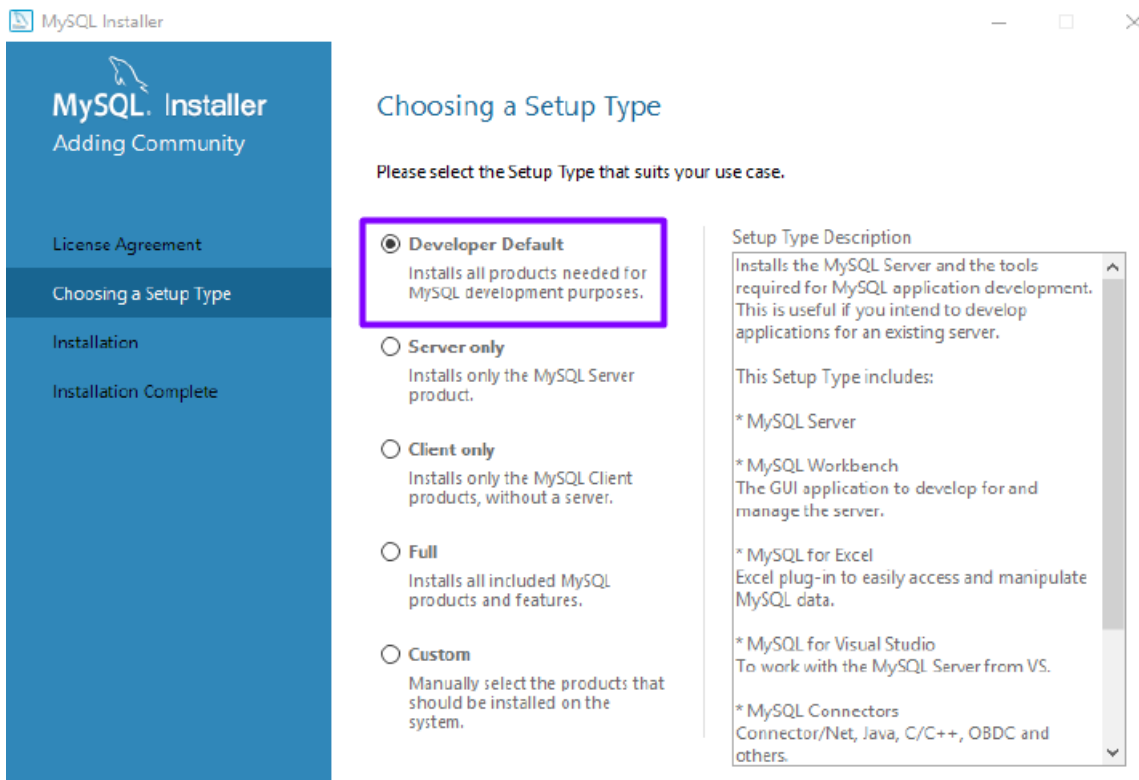 MySQL Installer
MySQL. Installer
Adding Community
License Agreement
Choosing a Setup Type
Installation
Installation Complete
Choosing a Setup Type
Please select the Setup Type that suits your use case.
Developer Default
Installs all products needed for
MySQL development purposes.
Server only
Installs only the MySQL Server
product.
Client only
Installs only the MySQL Client
products, without a server.
Full
Installs all included MySQL
products and features.
Custom
Manually select the products that
should be installed on the
system.
Setup Type Description
Installs the MySQL Server and the tools
required for MySQL application development.
This is useful if you intend to develop
applications for an existing server.
This Setup Type includes:
* MySQL Server
* MySQL Workbench
The GUI application to develop for and
manage the server.
* MySQL for Excel
Excel plug-in to easily access and manipulate
MySQL data.
* MySQL for Visual Studio
To work with the MySQL Server from VS.
* MySQL Connectors
Connector/Net, Java, C/C++, OBDC and
others.